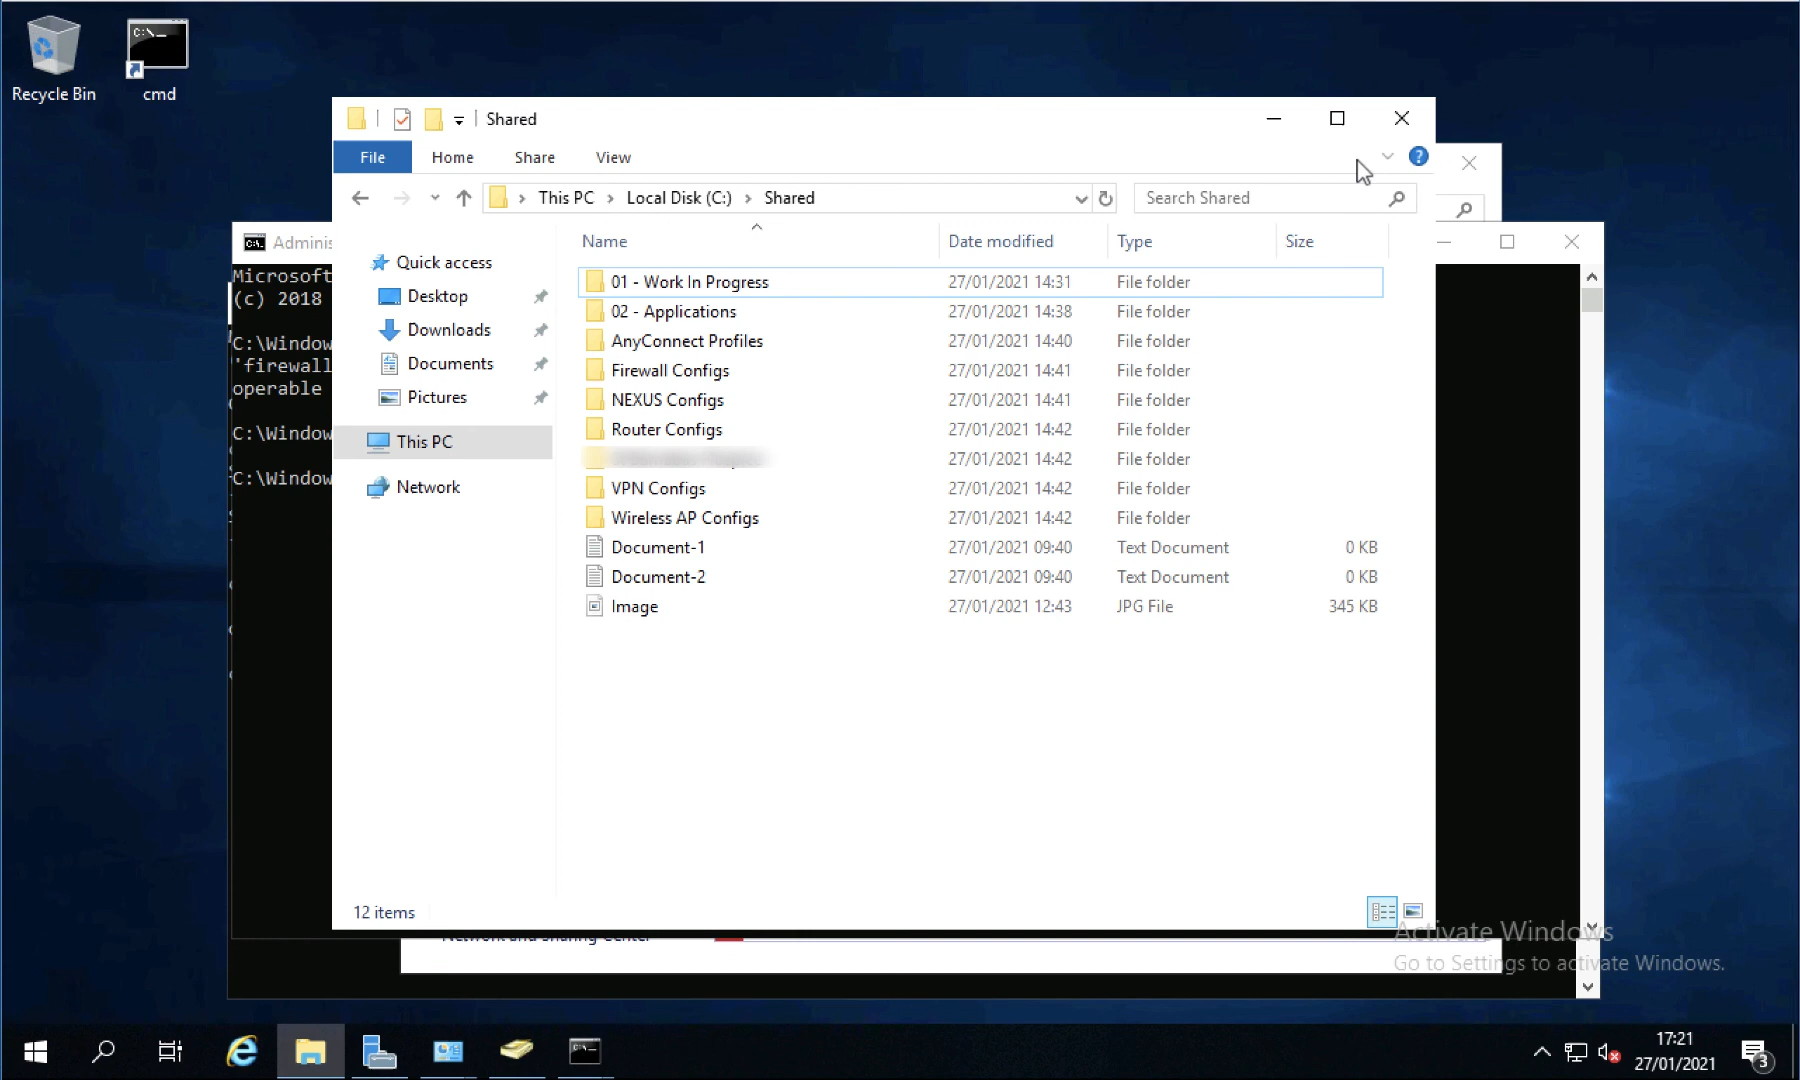 Recycle Bin
cmd
Shared
File Home Share View
This PC Local Disk (C:) Shared
Search Shared
Adminis
Microsoft
(c) 2018
C:\Window
'firewall
operable
C:\Window
C:\Window
Quick access
Desktop
Downloads
Documents
Pictures
This PC
Network
Name Date modified Type Size
01 - Work In Progress 27/01/2021 14:31 File folder
02 - Applications 27/01/2021 14:38 File folder
AnyConnect Profiles 27/01/2021 14:40 File folder
Firewall Configs 27/01/2021 14:41 File folder
NEXUS Configs 27/01/2021 14:41 File folder
Router Configs 27/01/2021 14:42 File folder
27/01/2021 14:42 File folder
VPN Configs 27/01/2021 14:42 File folder
Wireless AP Configs 27/01/2021 14:42 File folder
Document-1 27/01/2021 09:40 Text Document 0 KB
Document-2 27/01/2021 09:40 Text Document 0 KB
Image 27/01/2021 12:43 JPG File 345 KB
12 items
Network and Sharing Center
Activate Windows
Go to Settings to activate Windows.
17:21
27/01/2021
3